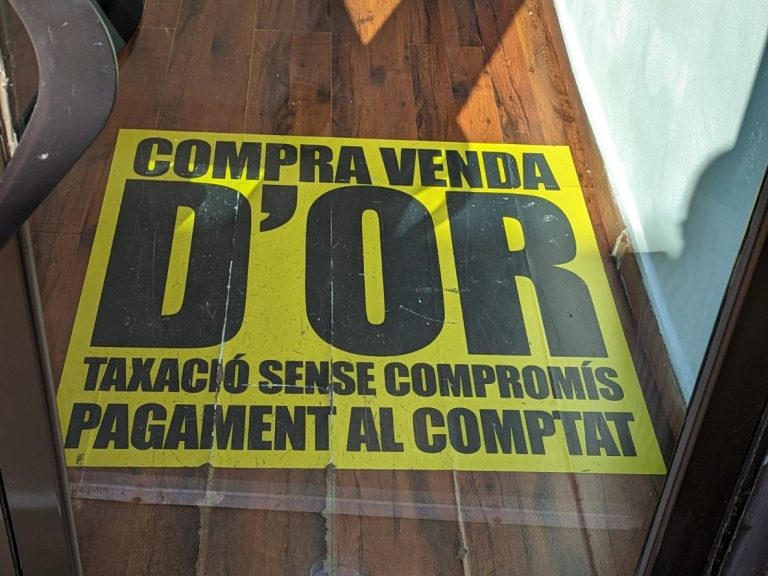 COMPRA VENDA
D'OR
TAXACIÓ SENSE COMPROMÍS
PAGAMENT AL COMPTAT